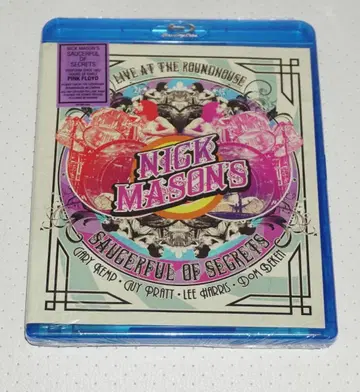 NICK MASON'S
SAUCERFUL
OF
SECRETS
PINK FLOYD
LIVE AT THE ROUNDHOUSE
NICK
MASON'S
SAUCERFUL OF SECRETS
GARY KEMP · GUY PRATT · LEE HARRIS · DOM BEKEN